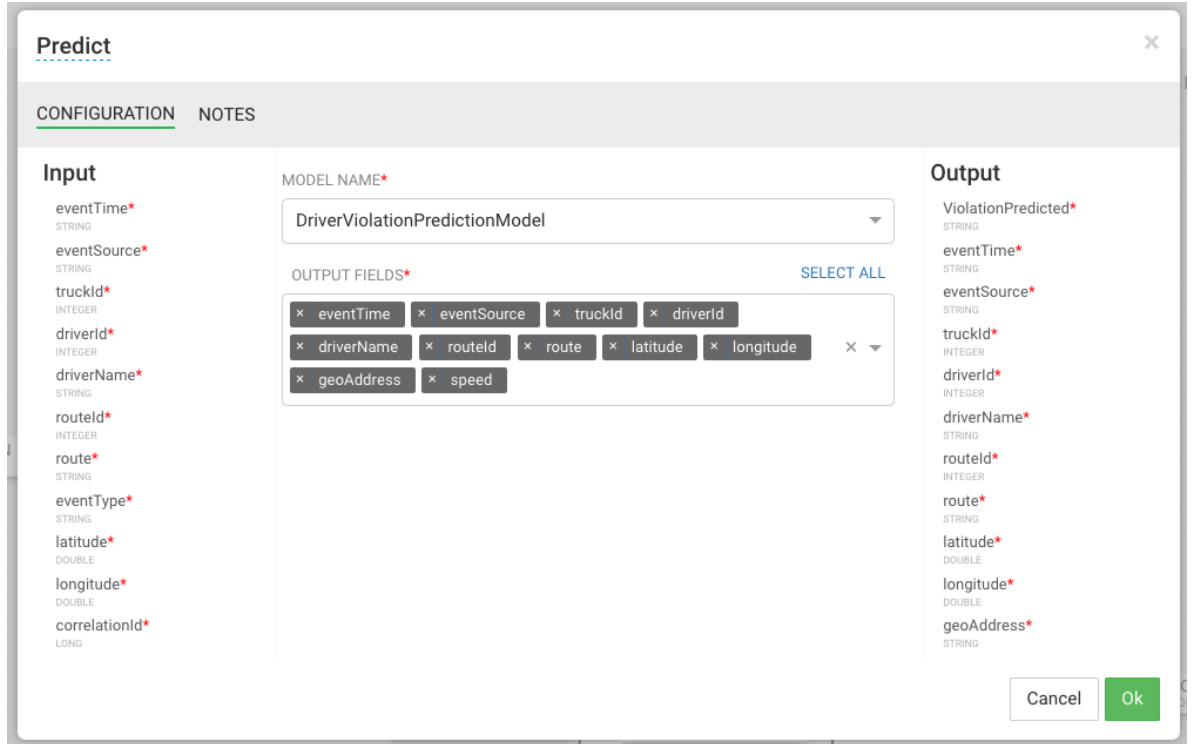 Predict
×
CONFIGURATION NOTES
Input
eventTime*
STRING
eventSource*
STRING
truckId*
INTEGER
driverId*
INTEGER
driverName*
STRING
routeId*
INTEGER
route*
STRING
eventType*
STRING
latitude*
DOUBLE
longitude*
DOUBLE
correlationId*
LONG
MODEL NAME*
DriverViolationPredictionModel
OUTPUT FIELDS* SELECT ALL
× eventTime × eventSource × truckId × driverId
× driverName × routeId × route × latitude × longitude ×
× geoAddress × speed
Output
ViolationPredicted*
STRING
eventTime*
STRING
eventSource*
STRING
truckId*
INTEGER
driverId*
INTEGER
driverName*
STRING
routeId*
INTEGER
route*
STRING
latitude*
DOUBLE
longitude*
DOUBLE
geoAddress*
STRING
Cancel Ok